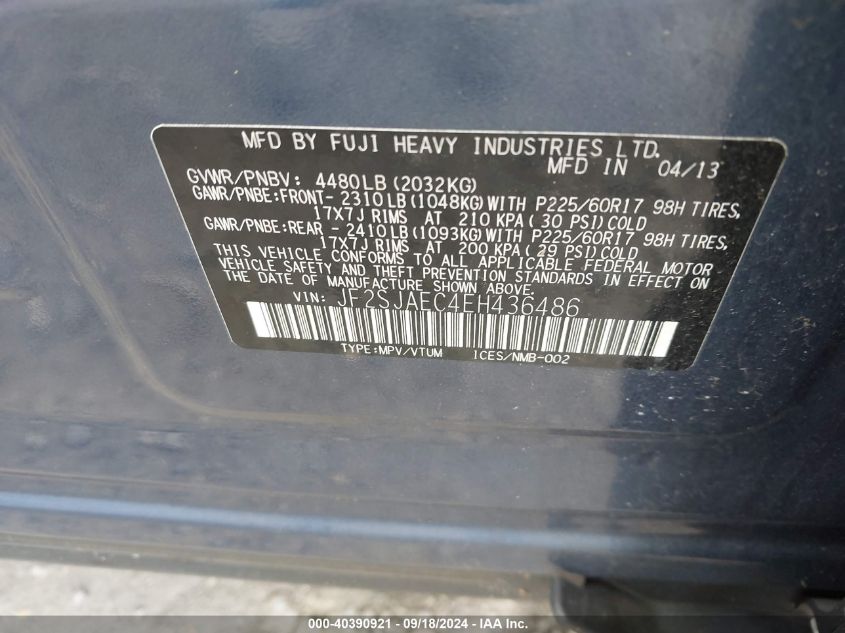 MFD BY FUJI HEAVY INDUSTRIES LTD.
MFD IN 04/13
GVWR/PNBV: 4480LB (2032KG)
GAWR/PNBE:FRONT- 2310LB(1048KG)WITH P225/60R17 98H TIRES,
17X7J RIMS AT 210 KPA( 30 PSI)COLD
GAWR/PNBE:REAR - 2410LB(1093KG)WITH P225/60R17 98H TIRES,
17X7J RIMS AT 200 KPA( 29 PSI)COLD
THIS VEHICLE CONFORMS TO ALL APPLICABLE FEDERAL MOTOR
VEHICLE SAFETY AND THEFT PREVENTION STANDARDS IN EFFECT ON
THE DATE OF MANUFACTURE SHOWN ABOVE.
VIN: JF2SJAEC4EH436486
TYPE:MPV/VTUM ICES/NMB-002
000-40390921 - 09/18/2024 - IAA Inc.